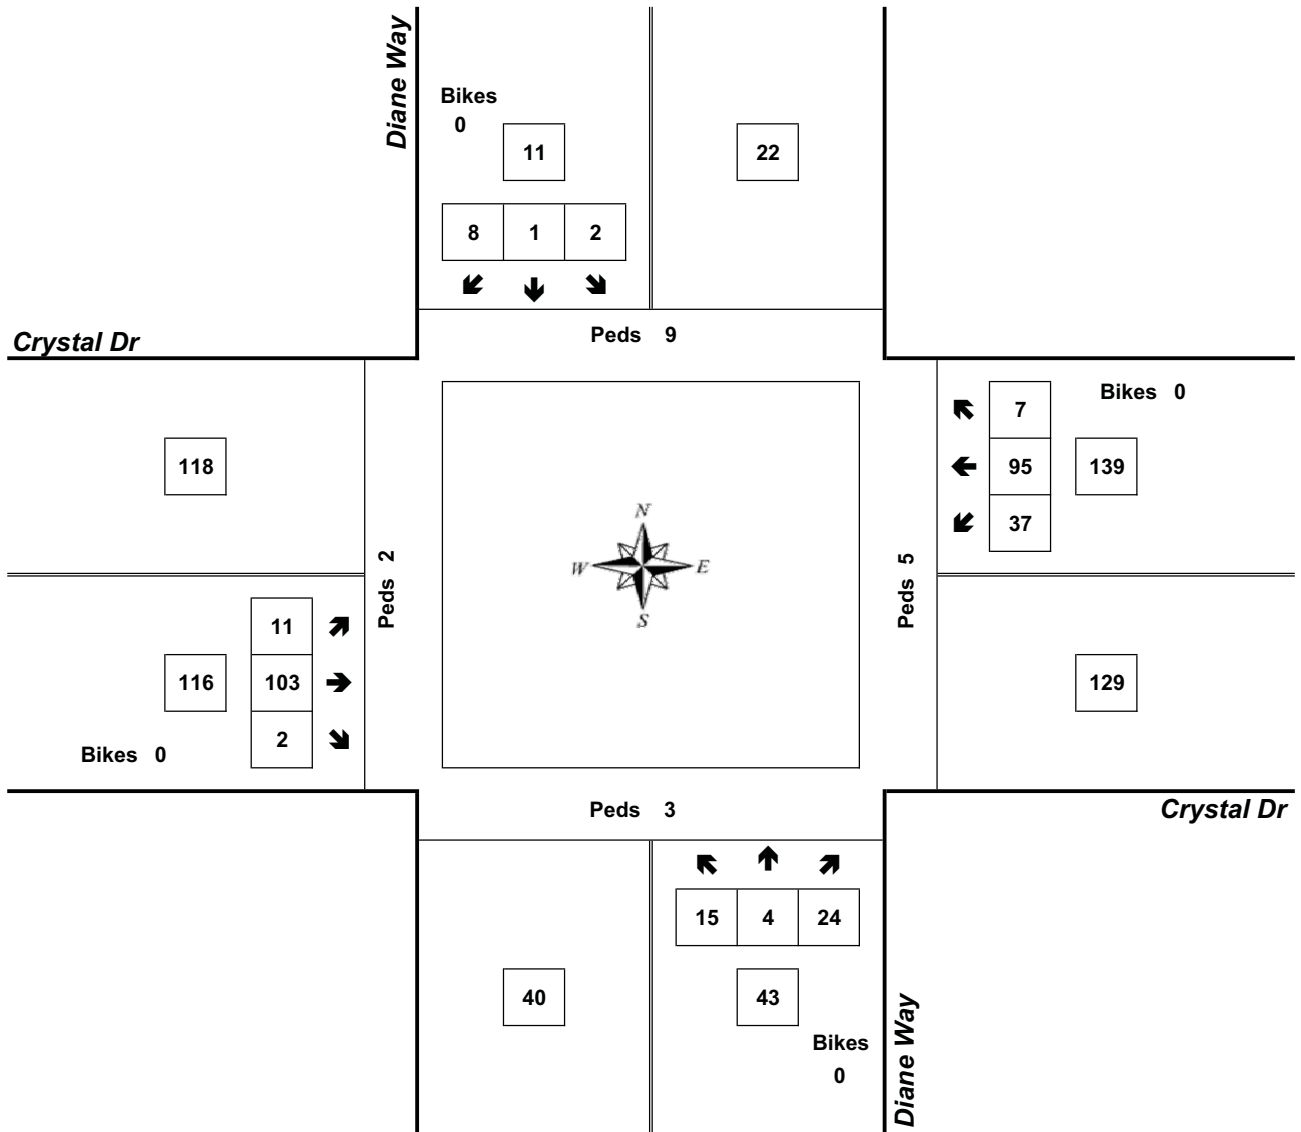 Diane Way
Bikes
0
11
22
8 1 2
Peds 9
Crystal Dr
7
Bikes 0
118
95
139
37
N
W E
S
Peds 2
Peds 5
11
116
103
129
2
Bikes 0
Peds 3
Crystal Dr
15 4 24
40
43
Bikes
0
Diane Way